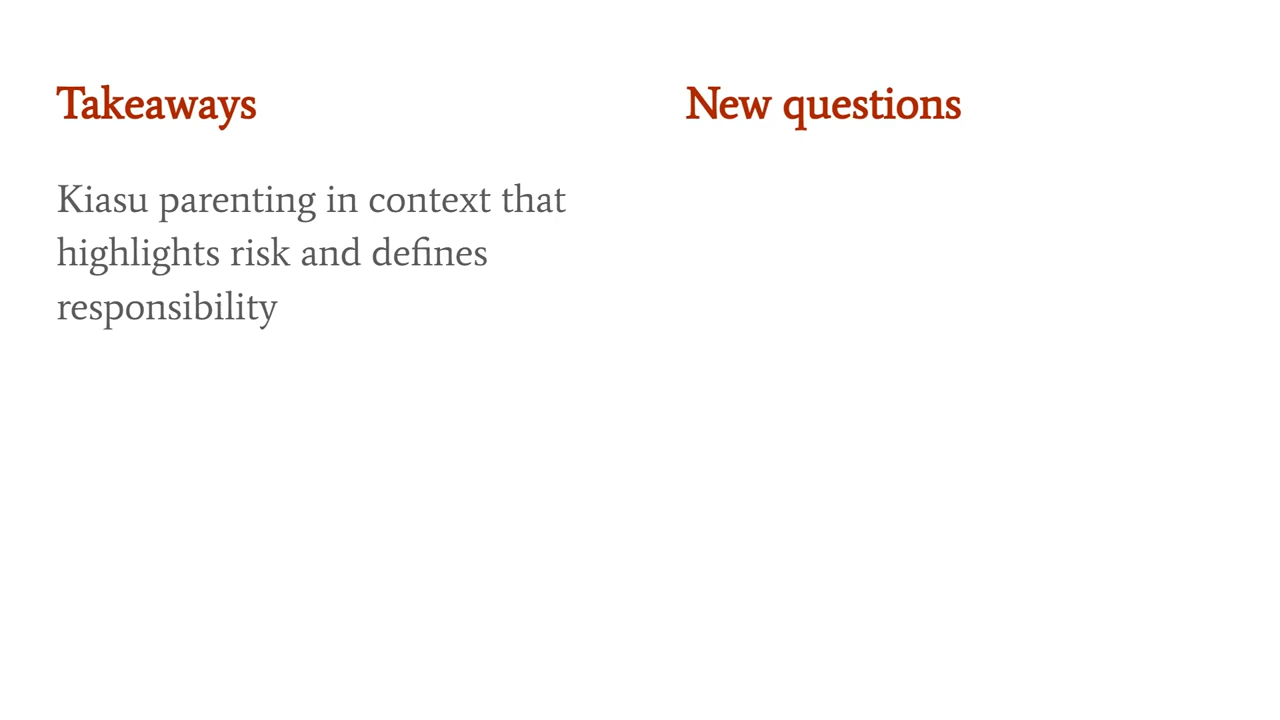 Takeaways
Kiasu parenting in context that
highlights risk and defines
responsibility
New questions